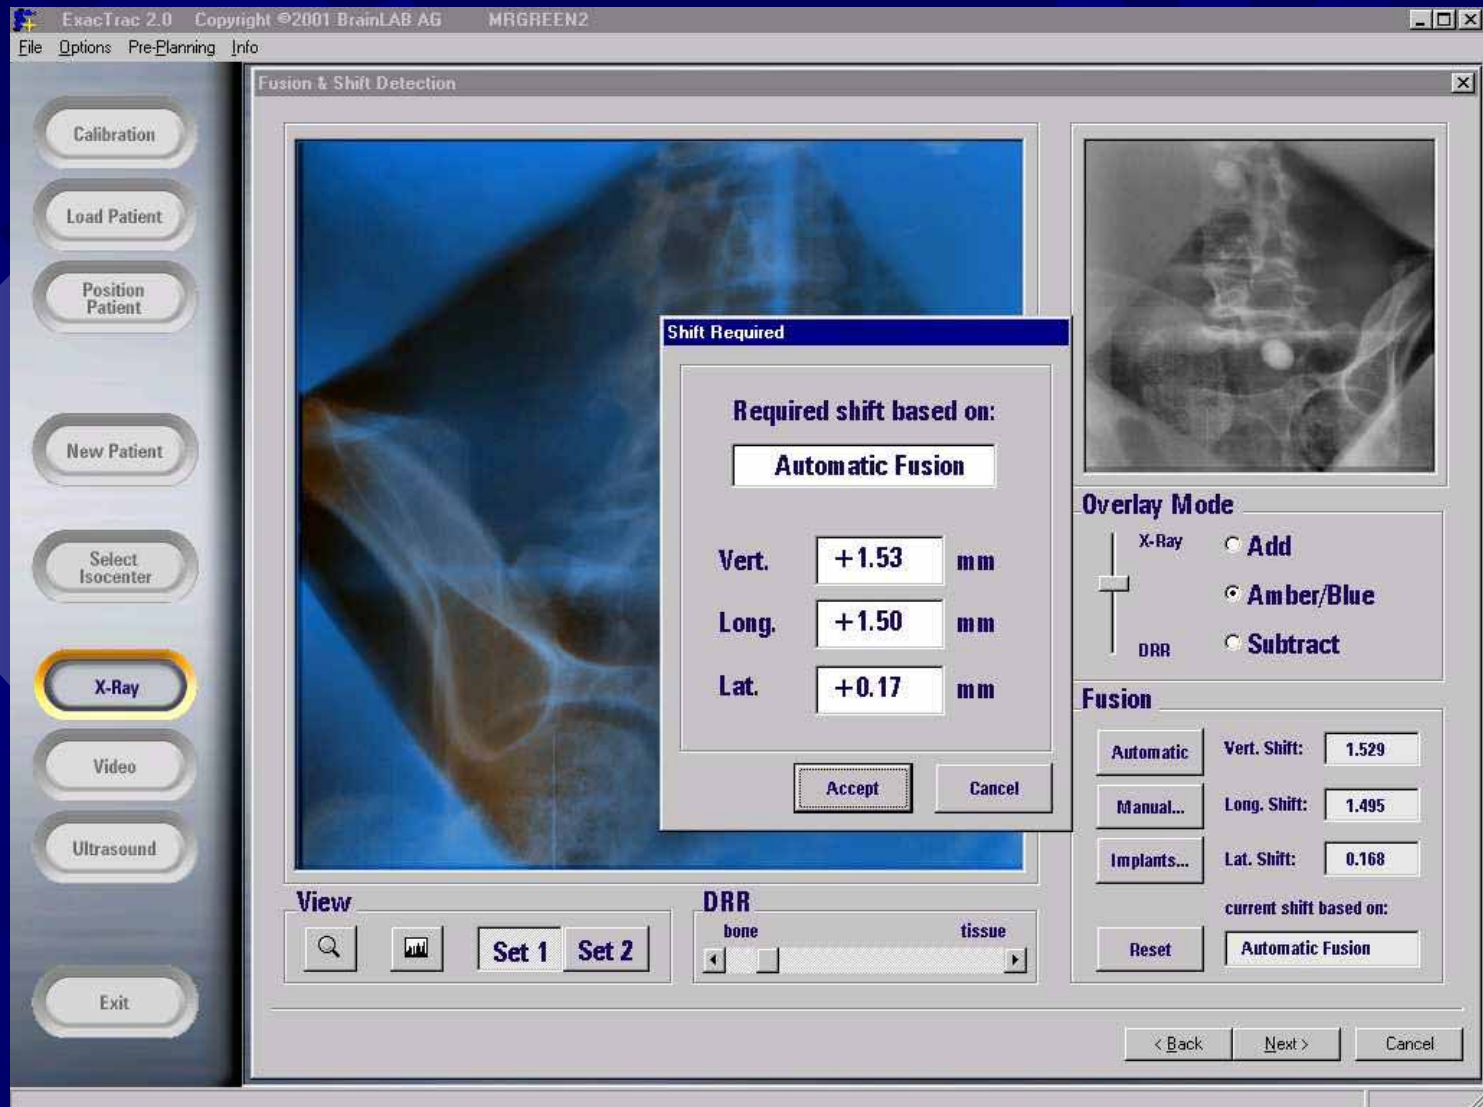 ExacTrac 2.0 Copyright ©2001 BrainLAB AG MRGREEN2
File Options Pre-Planning Info
Fusion & Shift Detection
Calibration
Load Patient
Position
Patient
New Patient
Select
Isocenter
X-Ray
Video
Ultrasound
Exit
Shift Required
Required shift based on:
Automatic Fusion
Vert. +1.53 mm
Long. +1.50 mm
Lat. +0.17 mm
Accept Cancel
Overlay Mode
X-Ray
DRR
Add
Amber/Blue
Subtract
Fusion
Automatic Vert. Shift: 1.529
Manual... Long. Shift: 1.495
Implants... Lat. Shift: 0.168
current shift based on:
Reset Automatic Fusion
View
Set 1 Set 2
DRR
bone tissue
< Back Next > Cancel